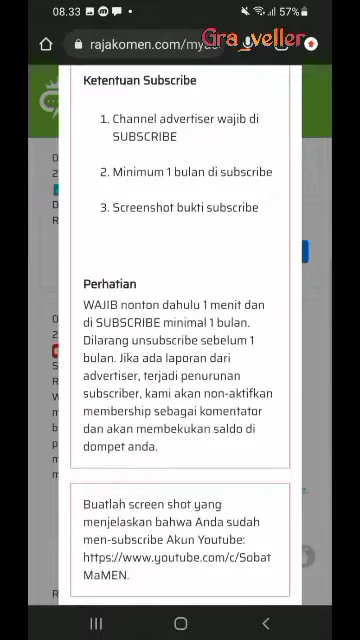 08.33
57%
rajakomen.com/myde
Gra_veller
Ketentuan Subscribe
1. Channel advertiser wajib di
SUBSCRIBE
2. Minimum 1 bulan di subscribe
3. Screenshot bukti subscribe
Perhatian
WAJIB nonton dahulu 1 menit dan
di SUBSCRIBE minimal 1 bulan.
Dilarang unsubscribe sebelum 1
bulan. Jika ada laporan dari
advertiser, terjadi penurunan
subscriber, kami akan non-aktifkan
membership sebagai komentator
dan akan membekukan saldo di
dompet anda.
Buatlah screen shot yang
menjelaskan bahwa Anda sudah
men-subscribe Akun Youtube:
https://www.youtube.com/c/Sobat
MaMEN.